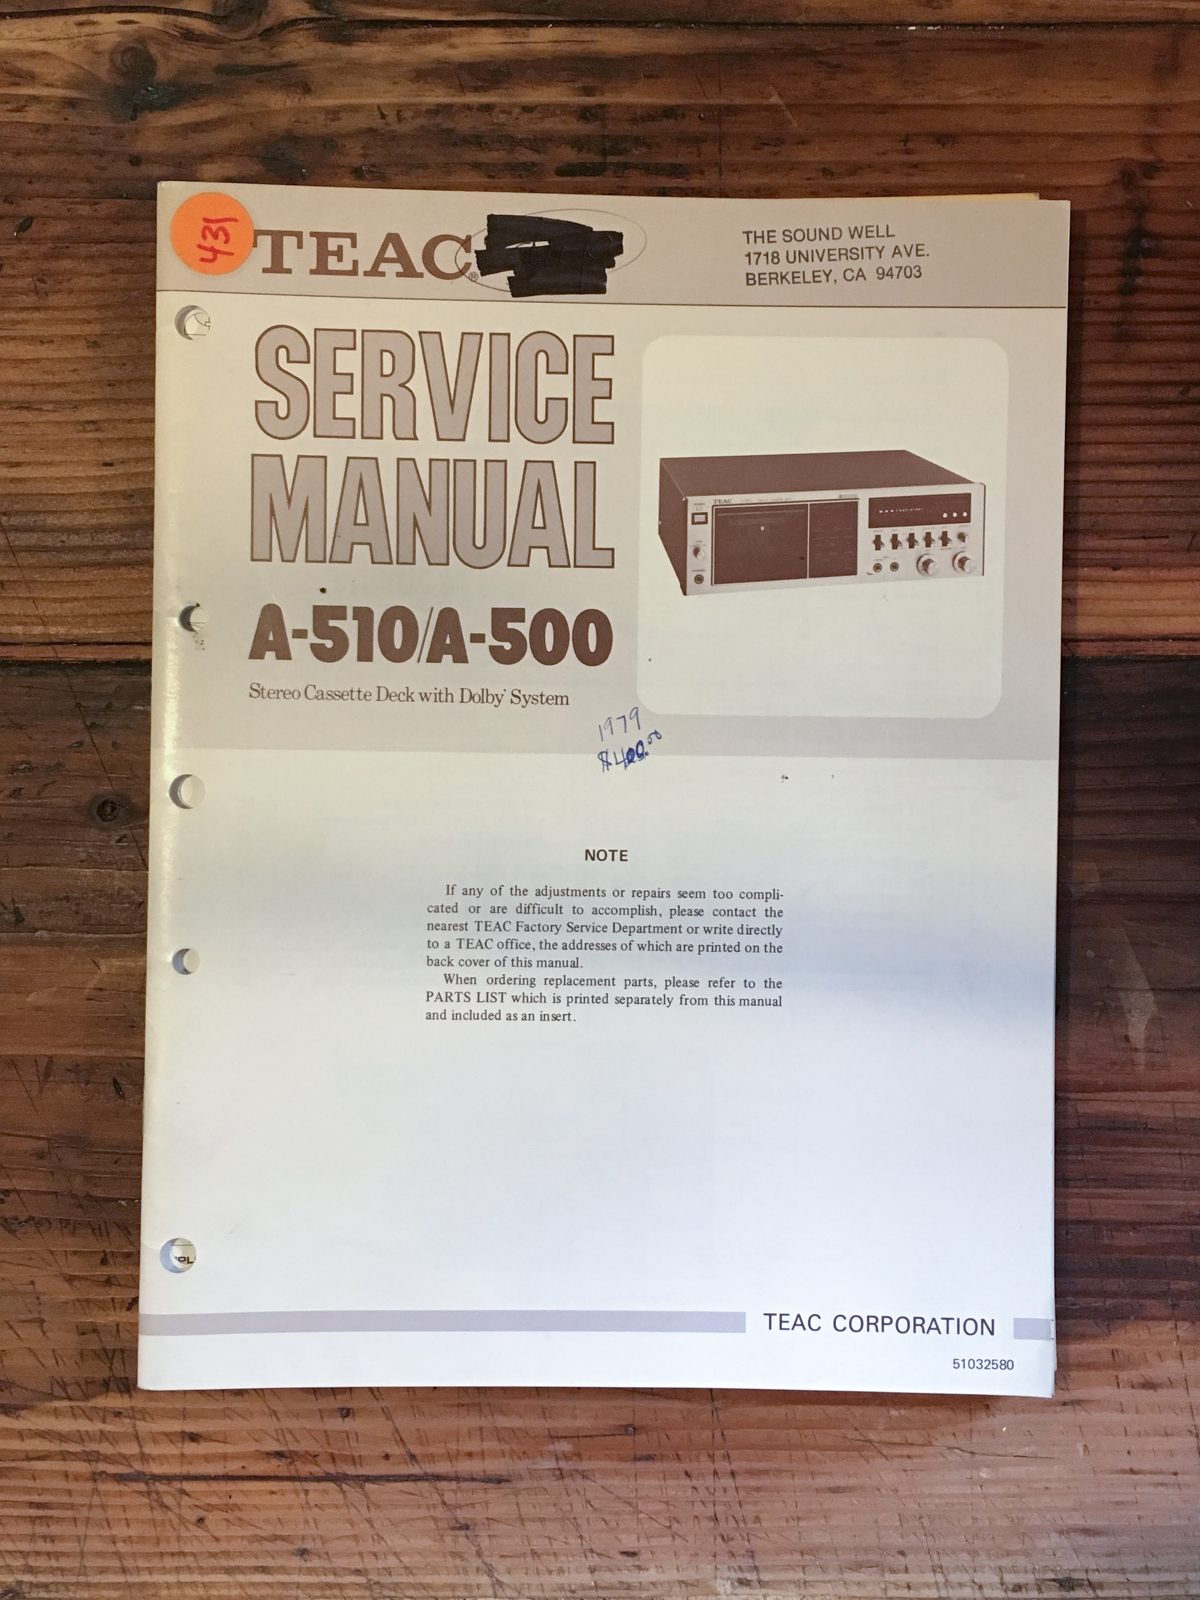 431
TEAC®
THE SOUND WELL
1718 UNIVERSITY AVE.
BERKELEY, CA 94703
SERVICE
MANUAL
TEAC
A-510/A-500
Stereo Cassette Deck with Dolby* System
1979
$400.00
NOTE
If any of the adjustments or repairs seem too compli-
cated or are difficult to accomplish, please contact the
nearest TEAC Factory Service Department or write directly
to a TEAC office, the addresses of which are printed on the
back cover of this manual.
When ordering replacement parts, please refer to the
PARTS LIST which is printed separately from this manual
and included as an insert.
TEAC CORPORATION
51032580